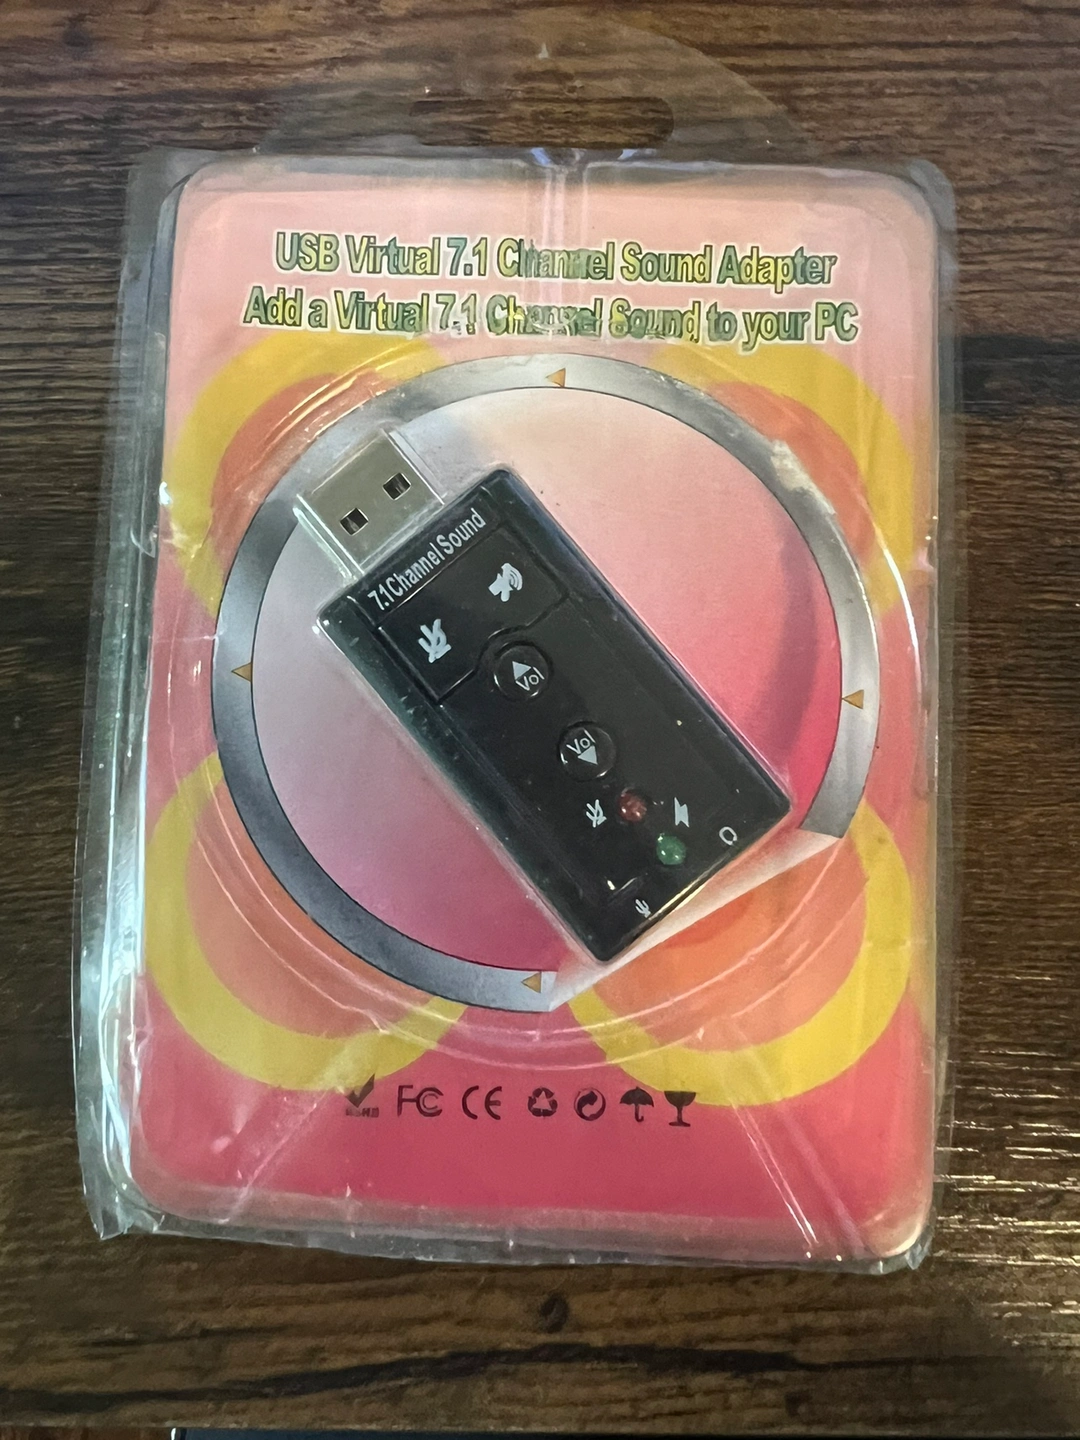 USB Virtual 7.1 Channel Sound Adapter
Add a Virtual 7.1 Channel Sound to your PC
7.1Channel Sound
Vol
Vol
FC CE